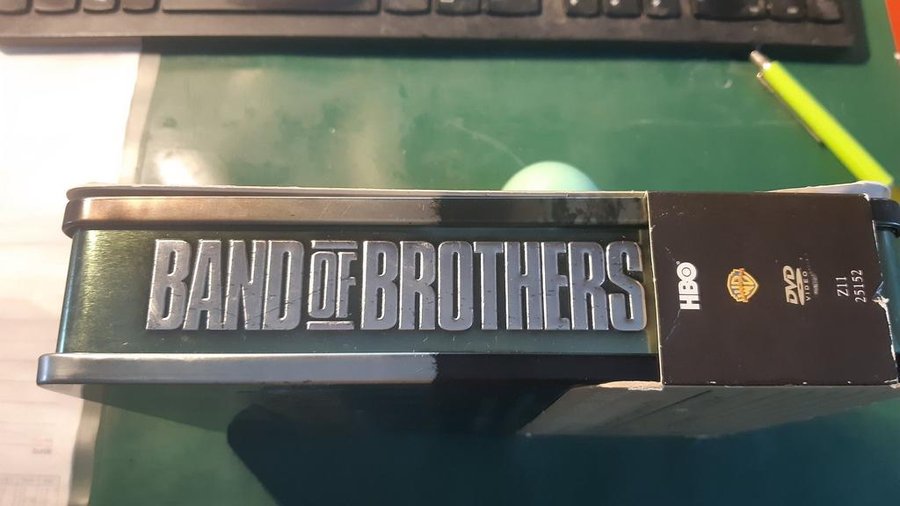 BAND OF BROTHERS
HBO
DVD
VIDEO
Z11
25152